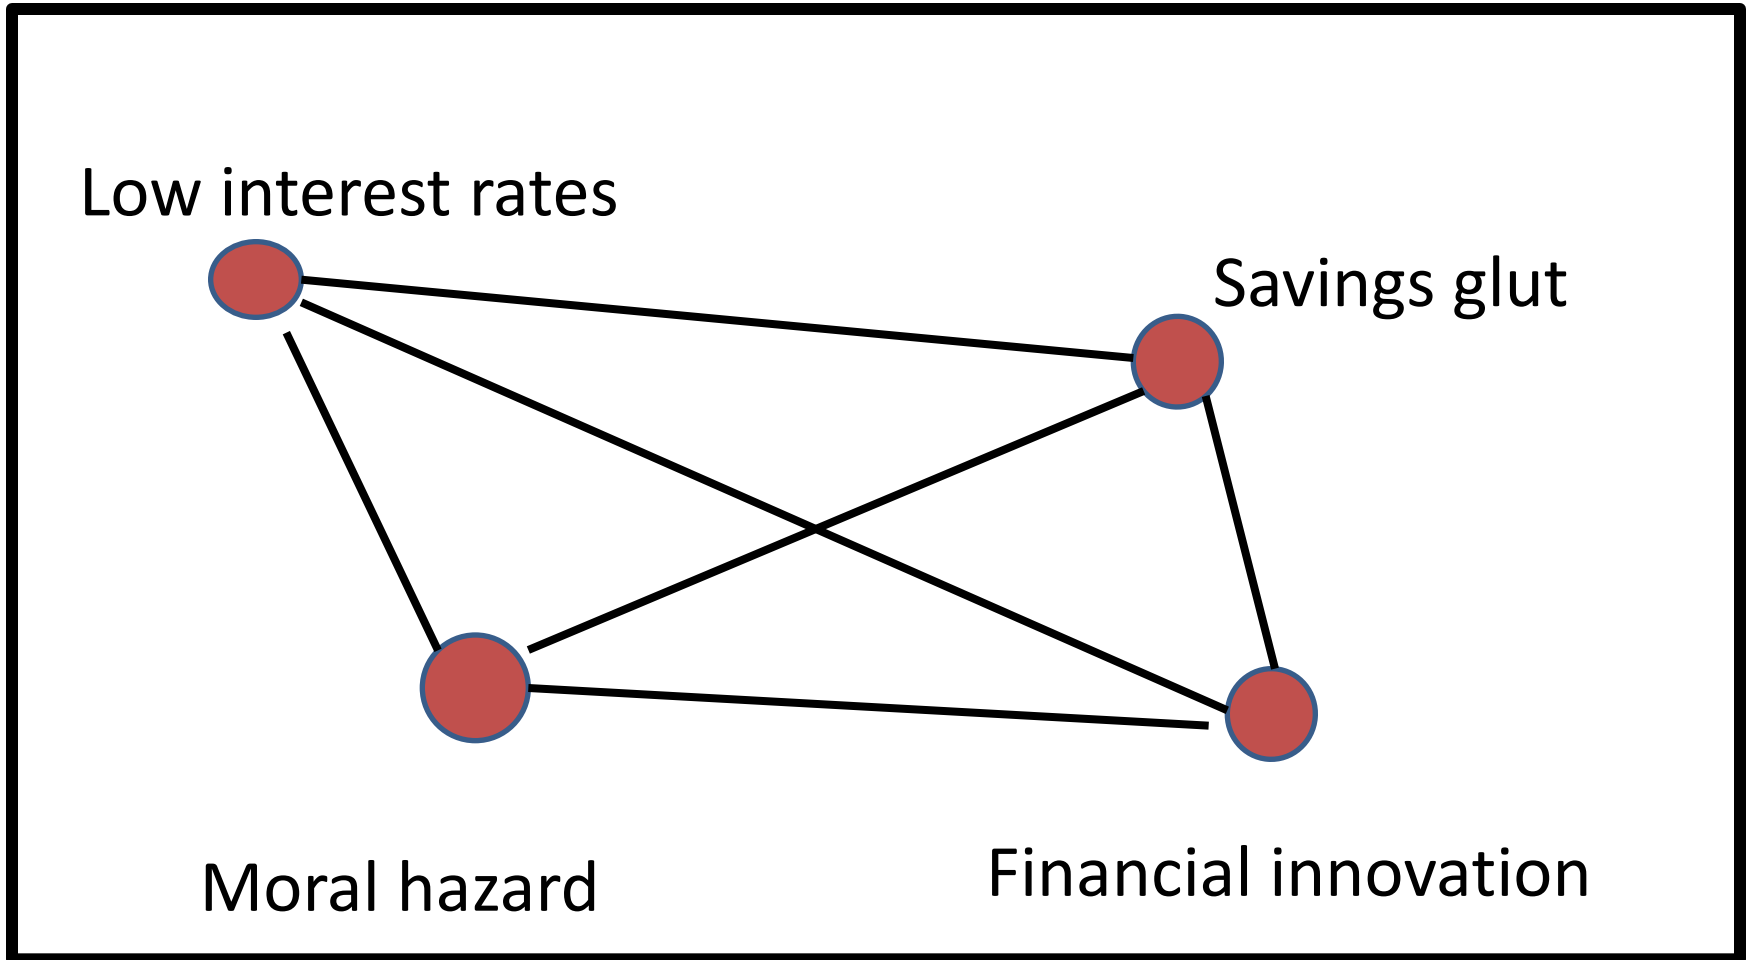 Low interest rates
Savings glut
Moral hazard
Financial innovation